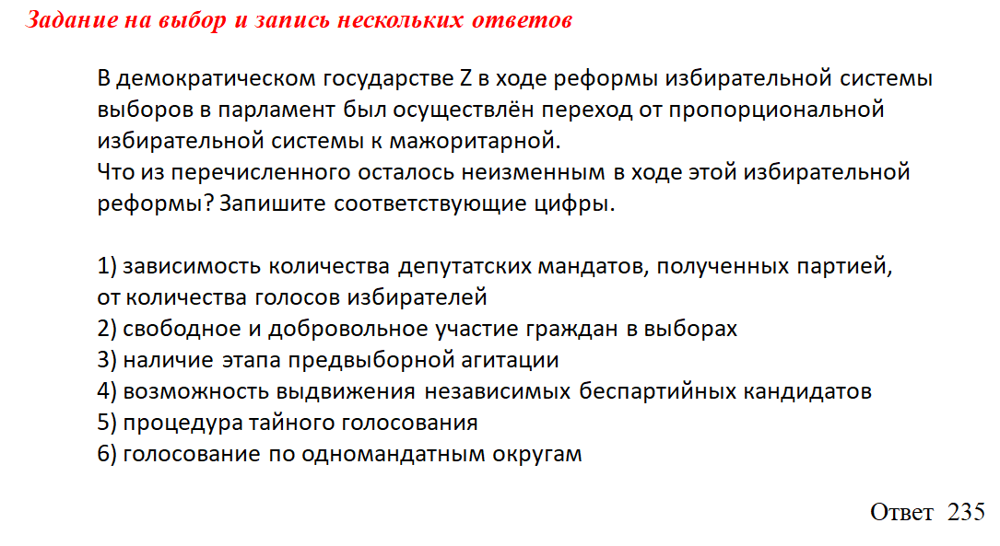 Задание на выбор и запись нескольких ответов
В демократическом государстве Z в ходе реформы избирательной системы
выборов в парламент был осуществлён переход от пропорциональной
избирательной системы к мажоритарной.
Что из перечисленного осталось неизменным в ходе этой избирательной
реформы? Запишите соответствующие цифры.
1) зависимость количества депутатских мандатов, полученных партией,
от количества голосов избирателей
2) свободное и добровольное участие граждан в выборах
3) наличие этапа предвыборной агитации
4) возможность выдвижения независимых беспартийных кандидатов
5) процедура тайного голосования
6) голосование по одномандатным округам
Ответ 235